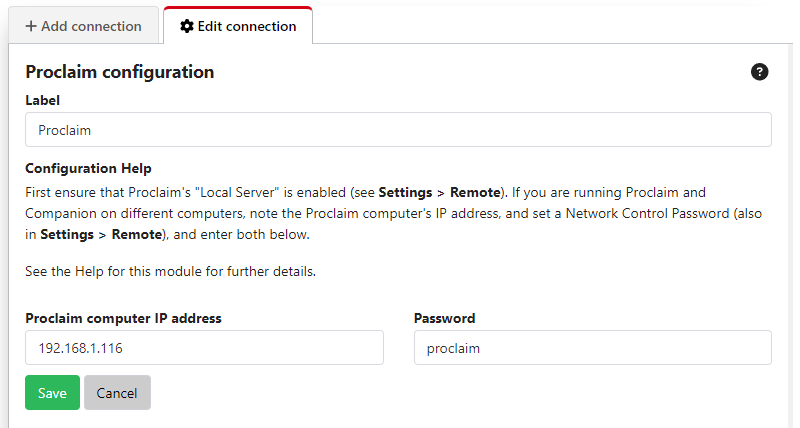 Add connection
Edit connection
Proclaim configuration
Label
Proclaim
Configuration Help
First ensure that Proclaim's "Local Server" is enabled (see Settings > Remote). If you are running Proclaim and
Companion on different computers, note the Proclaim computer's IP address, and set a Network Control Password (also
in Settings > Remote), and enter both below.
See the Help for this module for further details.
Proclaim computer IP address
Password
192.168.1.116
proclaim
Save
Cancel